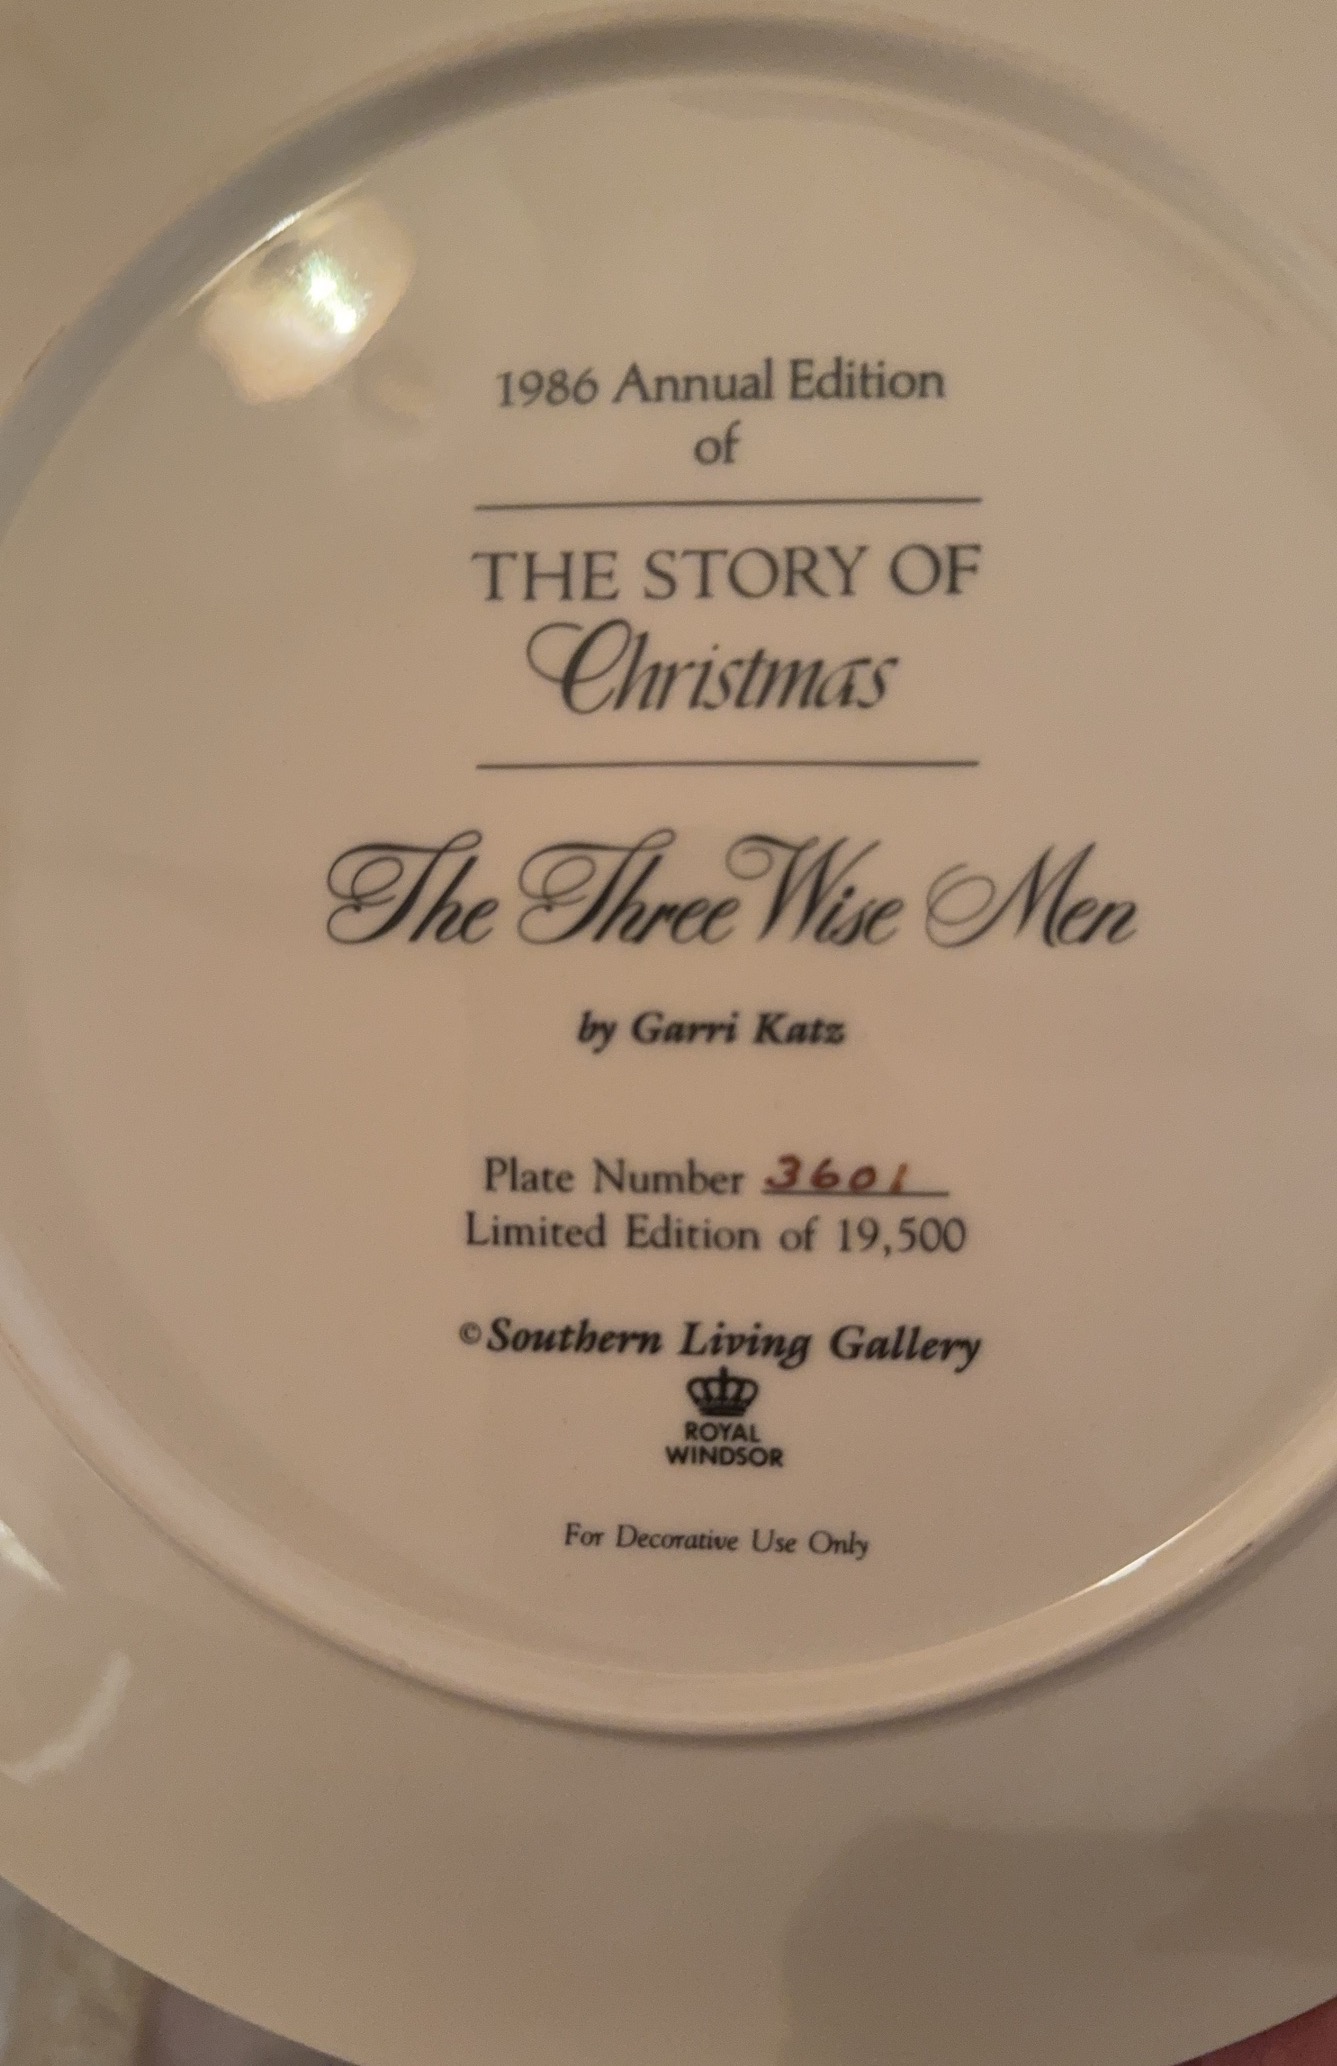 1986 Annual Edition
of
THE STORY OF
Christmas
The Three Wise Men
by Garri Katz
Plate Number 3601
Limited Edition of 19,500
©Southern Living Gallery
ROYAL
WINDSOR
For Decorative Use Only